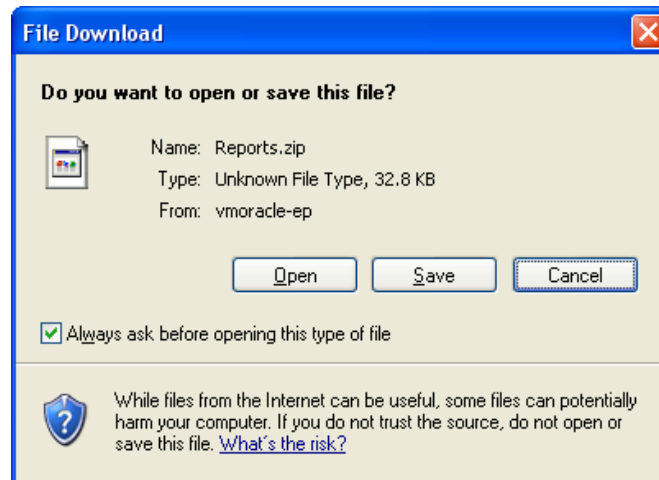 File Download
Do you want to open or save this file?
Name: Reports.zip
Type: Unknown File Type, 32.8 KB
From: vmoracle-ep
Open Save Cancel
Always ask before opening this type of file
While files from the Internet can be useful, some files can potentially
harm your computer. If you do not trust the source, do not open or
save this file. What's the risk?